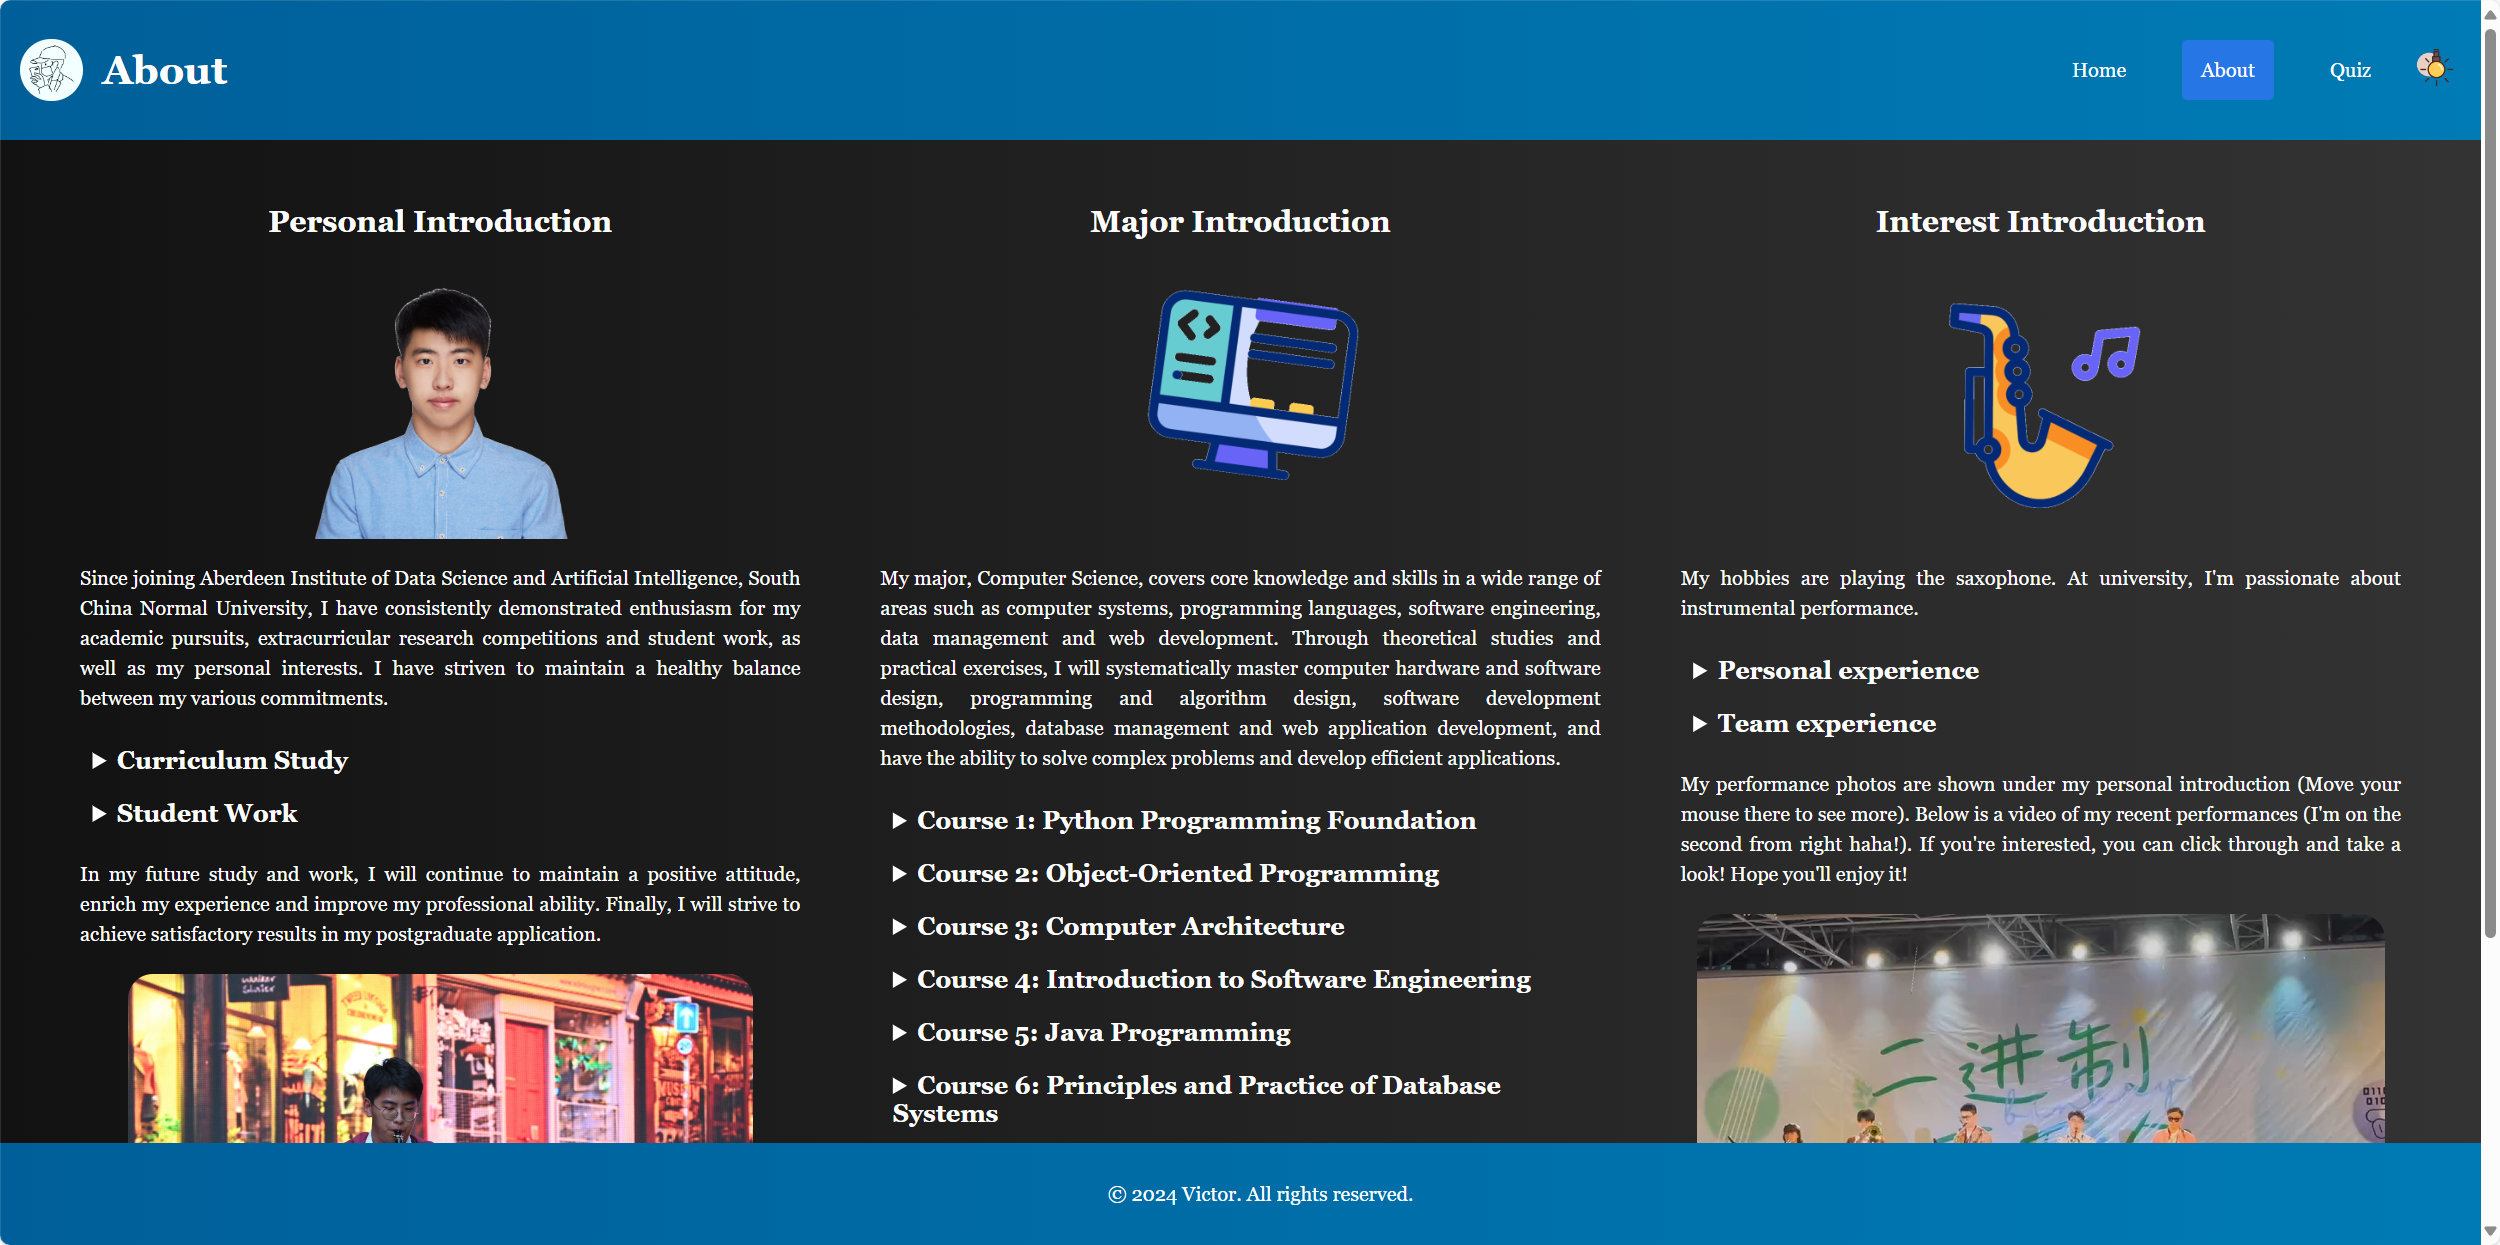 About
Home
About
Quiz
Personal Introduction
Since joining Aberdeen Institute of Data Science and Artificial Intelligence, South
China Normal University, I have consistently demonstrated enthusiasm for my
academic pursuits, extracurricular research competitions and student work, as
well as my personal interests. I have striven to maintain a healthy balance
between my various commitments.
Curriculum Study
Student Work
In my future study and work, I will continue to maintain a positive attitude,
enrich my experience and improve my professional ability. Finally, I will strive to
achieve satisfactory results in my postgraduate application.
Major Introduction
My major, Computer Science, covers core knowledge and skills in a wide range of
areas such as computer systems, programming languages, software engineering,
data management and web development. Through theoretical studies and
practical exercises, I will systematically master computer hardware and software
design, programming and algorithm design, software development
methodologies, database management and web application development, and
have the ability to solve complex problems and develop efficient applications.
Course 1: Python Programming Foundation
Course 2: Object-Oriented Programming
Course 3: Computer Architecture
Course 4: Introduction to Software Engineering
Course 5: Java Programming
Course 6: Principles and Practice of Database
Systems
Interest Introduction
My hobbies are playing the saxophone. At university, I'm passionate about
instrumental performance.
Personal experience
Team experience
My performance photos are shown under my personal introduction (Move your
mouse there to see more). Below is a video of my recent performances (I'm on the
second from right haha!). If you're interested, you can click through and take a
look! Hope you'll enjoy it!
二进制
© 2024 Victor. All rights reserved.